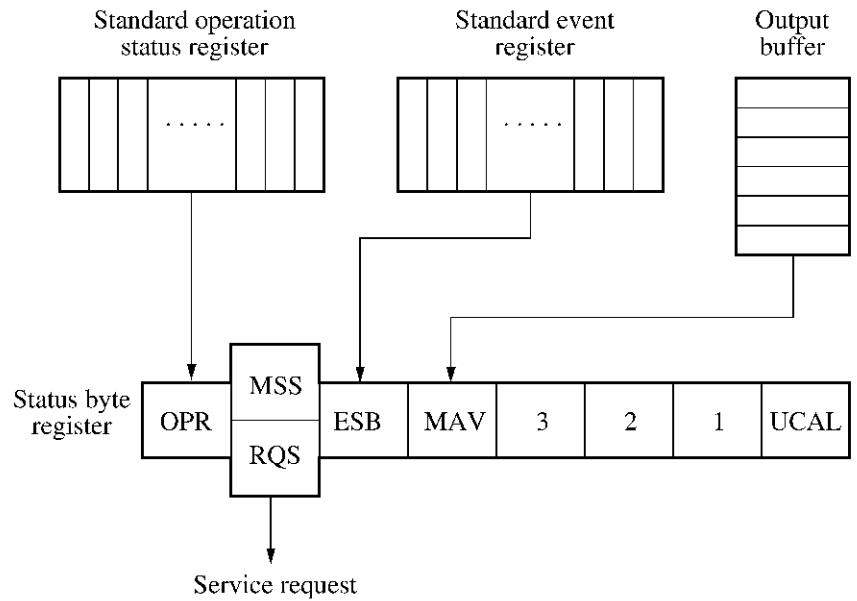 Standard operation
status register
Standard event
register
Output
buffer
. . . . .
. . . . .
Status byte
register
OPR
MSS
RQS
ESB
MAV
3
2
1
UCAL
Service request